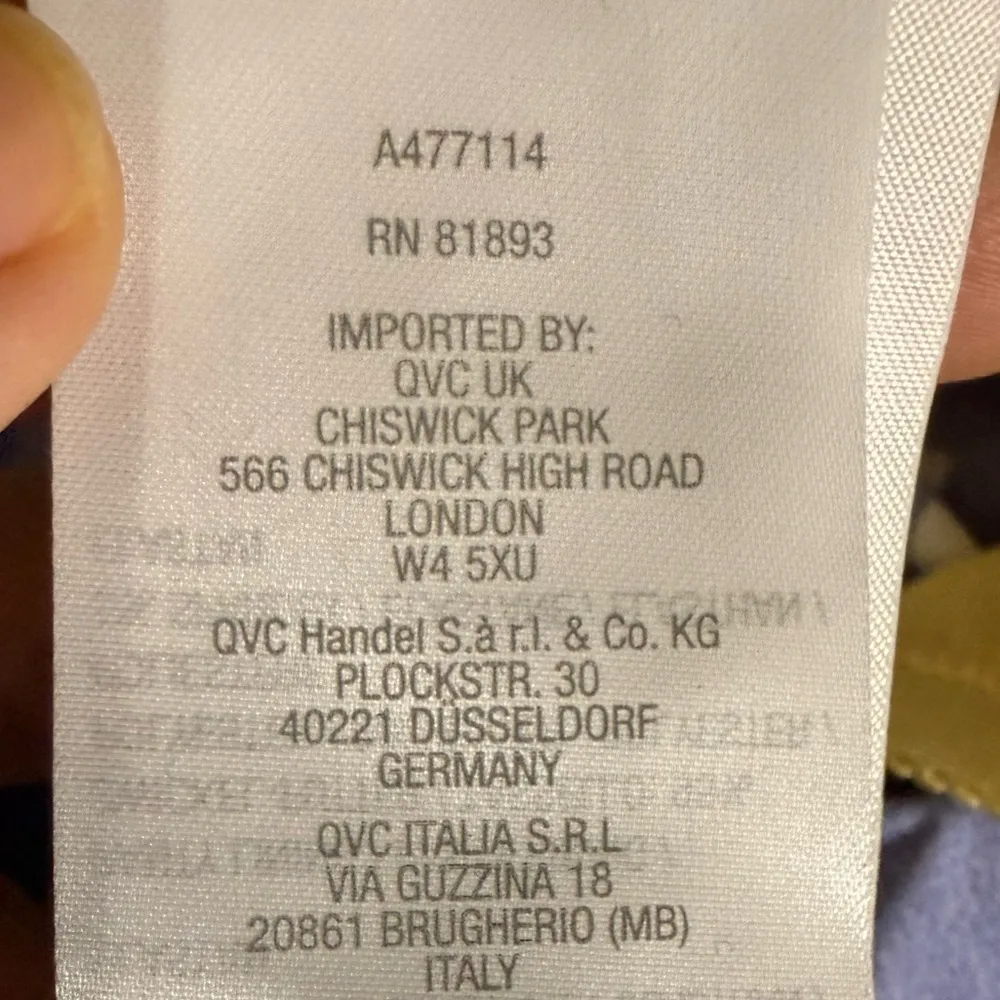 A477114
RN 81893
IMPORTED BY:
QVC UK
CHISWICK PARK
566 CHISWICK HIGH ROAD
LONDON
W4 5XU
QVC Handel S.à r.l. & Co. KG
PLOCKSTR. 30
40221 DÜSSELDORF
GERMANY
QVC ITALIA S.R.L
VIA GUZZINA 18
20861 BRUGHERIO (MB)
ITALY